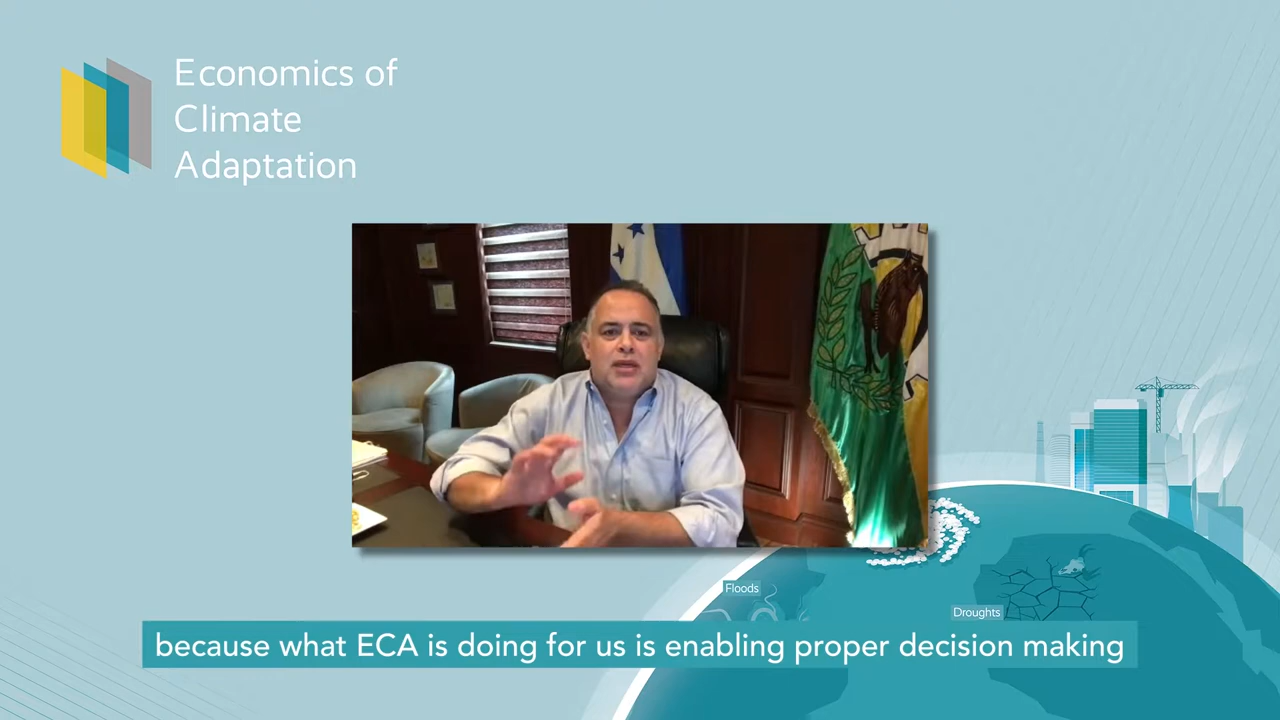 Economics of
Climate
Adaptation
Floods
Droughts
because what ECA is doing for us is enabling proper decision making